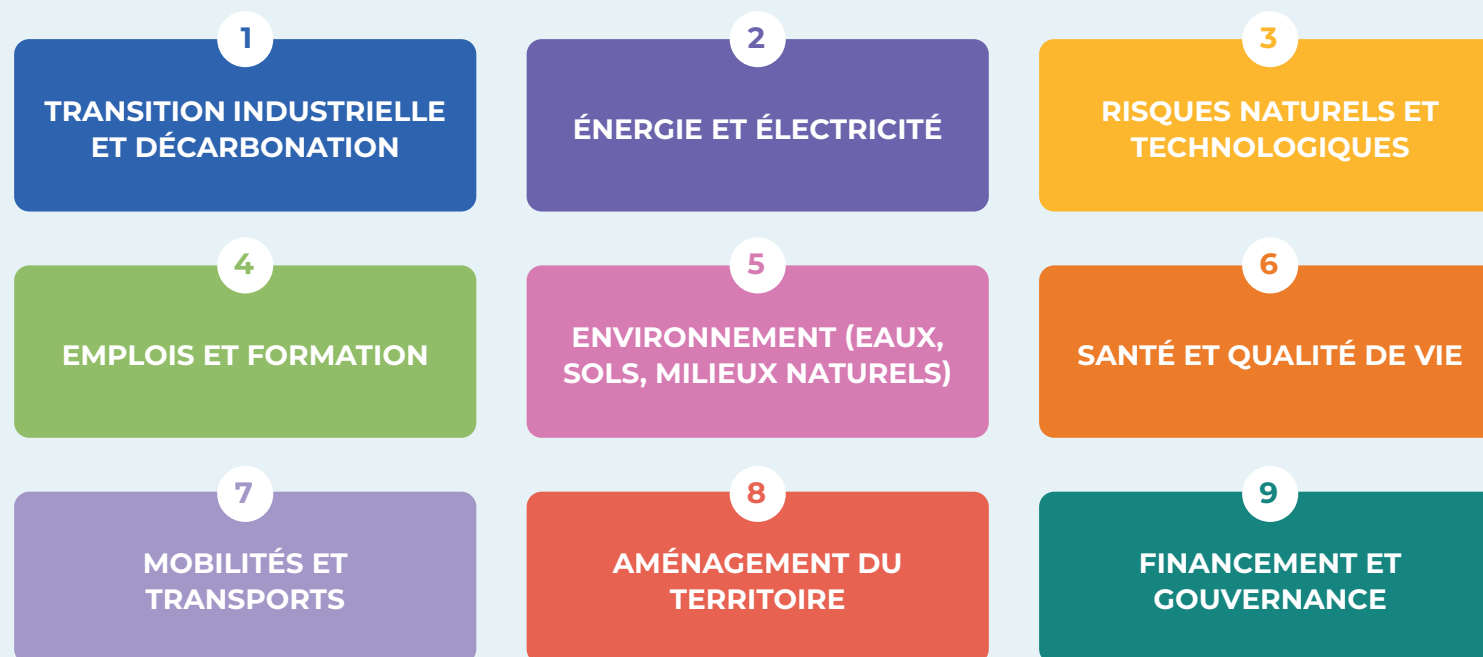 1
TRANSITION INDUSTRIELLE
ET DÉCARBONATION
2
ÉNERGIE ET ÉLECTRICITÉ
3
RISQUES NATURELS ET
TECHNOLOGIQUES
4
EMPLOIS ET FORMATION
5
ENVIRONNEMENT (EAUX,
SOLS, MILIEUX NATURELS)
6
SANTÉ ET QUALITÉ DE VIE
7
MOBILITÉS ET
TRANSPORTS
8
AMÉNAGEMENT DU
TERRITOIRE
9
FINANCEMENT ET
GOUVERNANCE